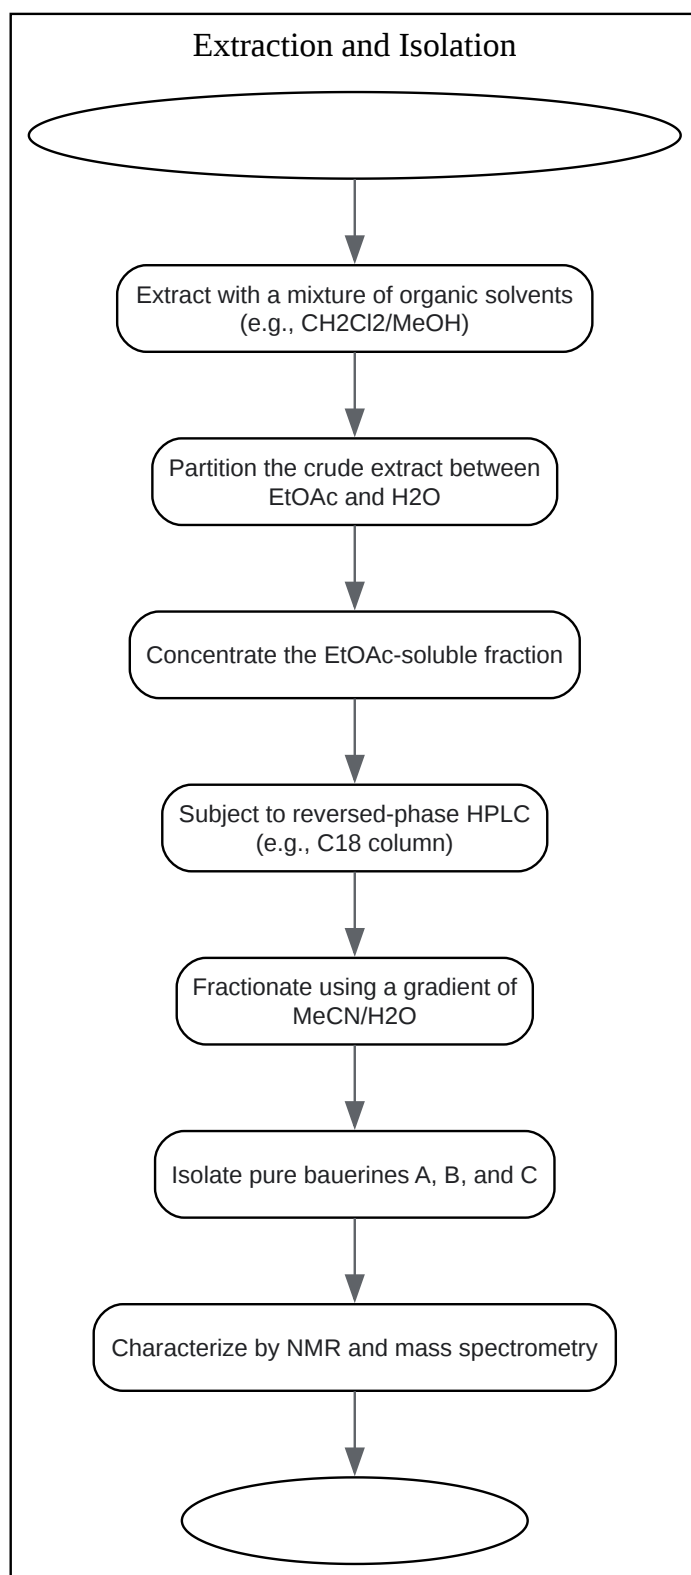 Extraction and Isolation
Extract with a mixture of organic solvents
(e.g., CH2Cl2/MeOH)
Partition the crude extract between
EtOAc and H2O
Concentrate the EtOAc-soluble fraction
Subject to reversed-phase HPLC
(e.g., C18 column)
Fractionate using a gradient of
MeCN/H2O
Isolate pure bauerines A, B, and C
Characterize by NMR and mass spectrometry